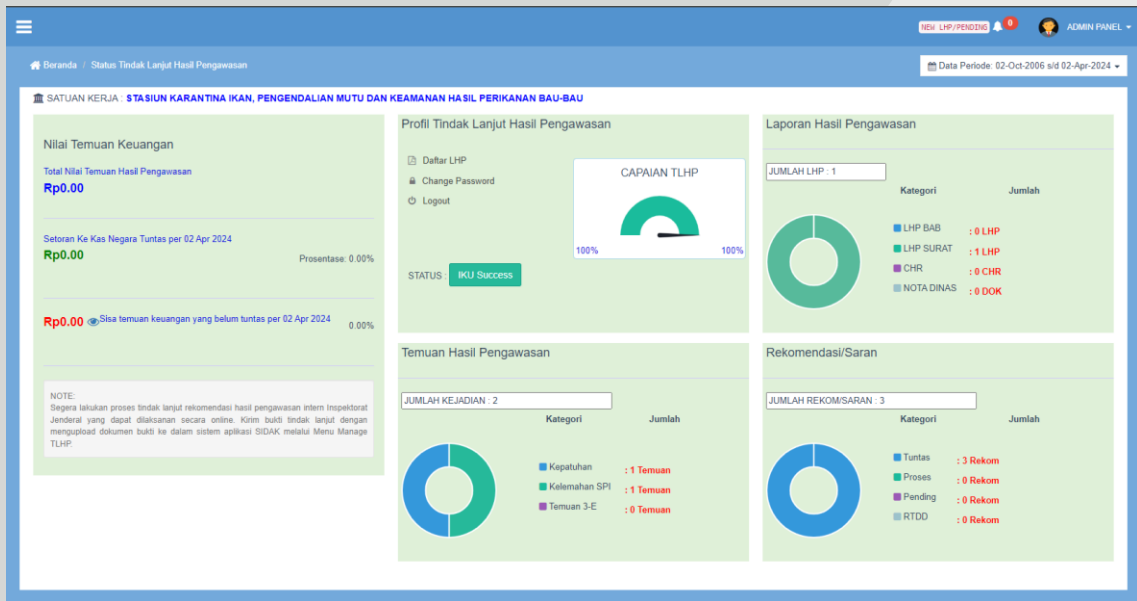 NEW LHP/PENDING 0 ADMIN PANEL
Beranda / Status Tindak Lanjut Hasil Pengawasan
Data Periode: 02-Oct-2006 s/d 02-Apr-2024
SATUAN KERJA : STASIUN KARANTINA IKAN, PENGENDALIAN MUTU DAN KEAMANAN HASIL PERIKANAN BAU-BAU
Nilai Temuan Keuangan
Total Nilai Temuan Hasil Pengawasan
Rp0.00
Setoran Ke Kas Negara Tuntas per 02 Apr 2024
Rp0.00
Prosentase: 0.00%
Rp0.00 Sisa temuan keuangan yang belum tuntas per 02 Apr 2024
0.00%
NOTE:
Segera lakukan proses tindak lanjut rekomendasi hasil pengawasan intern Inspektorat
Jenderal yang dapat dilaksanan secara online. Kirim bukti tindak lanjut dengan
mengupload dokumen bukti ke dalam sistem aplikasi SIDAK melalui Menu Manage
TLHP.
Profil Tindak Lanjut Hasil Pengawasan
Daftar LHP
Change Password
Logout
CAPAIAN TLHP
100% 100%
STATUS : IKU Success
Laporan Hasil Pengawasan
JUMLAH LHP : 1
Kategori Jumlah
LHP BAB : 0 LHP
LHP SURAT : 1 LHP
CHR : 0 CHR
NOTA DINAS : 0 DOK
Temuan Hasil Pengawasan
JUMLAH KEJADIAN : 2
Kategori Jumlah
Kepatuhan : 1 Temuan
Kelemahan SPI : 1 Temuan
Temuan 3-E : 0 Temuan
Rekomendasi/Saran
JUMLAH REKOM/SARAN : 3
Kategori Jumlah
Tuntas : 3 Rekom
Proses : 0 Rekom
Pending : 0 Rekom
RTDD : 0 Rekom